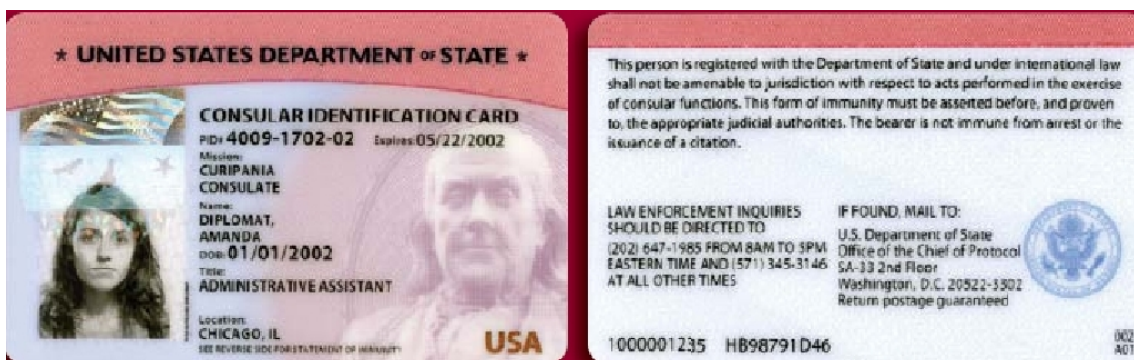 ★ UNITED STATES DEPARTMENT OF STATE ★
CONSULAR IDENTIFICATION CARD
PID# 4009-1702-02 Expires: 05/22/2002
Mission:
CURIPANIA
CONSULATE
Name:
DIPLOMAT,
AMANDA
DOB: 01/01/2002
Title:
ADMINISTRATIVE ASSISTANT
Location:
CHICAGO, IL
SEE REVERSE SIDE FOR STATEMENT OF IMMUNITY
USA
This person is registered with the Department of State and under international law
shall not be amenable to jurisdiction with respect to acts performed in the exercise
of consular functions. This form of immunity must be asserted before, and proven
to, the appropriate judicial authorities. The bearer is not immune from arrest or the
issuance of a citation.
LAW ENFORCEMENT INQUIRIES
SHOULD BE DIRECTED TO
(202) 647-1985 FROM 8AM TO 5PM
EASTERN TIME AND (571) 345-3146
AT ALL OTHER TIMES
IF FOUND, MAIL TO:
U.S. Department of State
Office of the Chief of Protocol
SA-33 2nd Floor
Washington, D.C. 20522-3302
Return postage guaranteed
1000001235 HB98791D46
002
A01